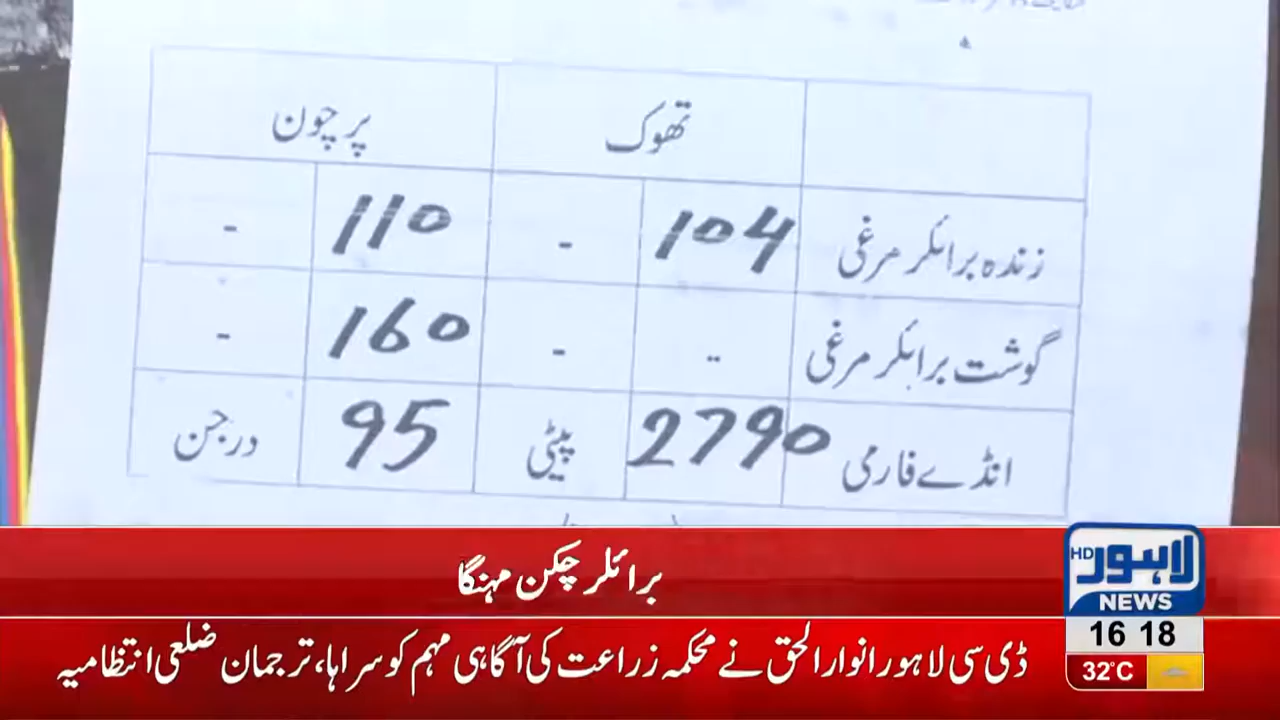 تھوک پرچون
زندہ برائلر مرغی 104 - 110 -
گوشت برائلر مرغی - - 160 -
انڈے فارمی 2790 پیٹی 95 درجن
برائلر چکن مہنگا
ڈی سی لاہور انوارالحق نے محکمہ زراعت کی آگاہی مہم کو سراہا، ترجمان ضلعی انتظامیہ
HD لاہور
NEWS
16 18
32°C